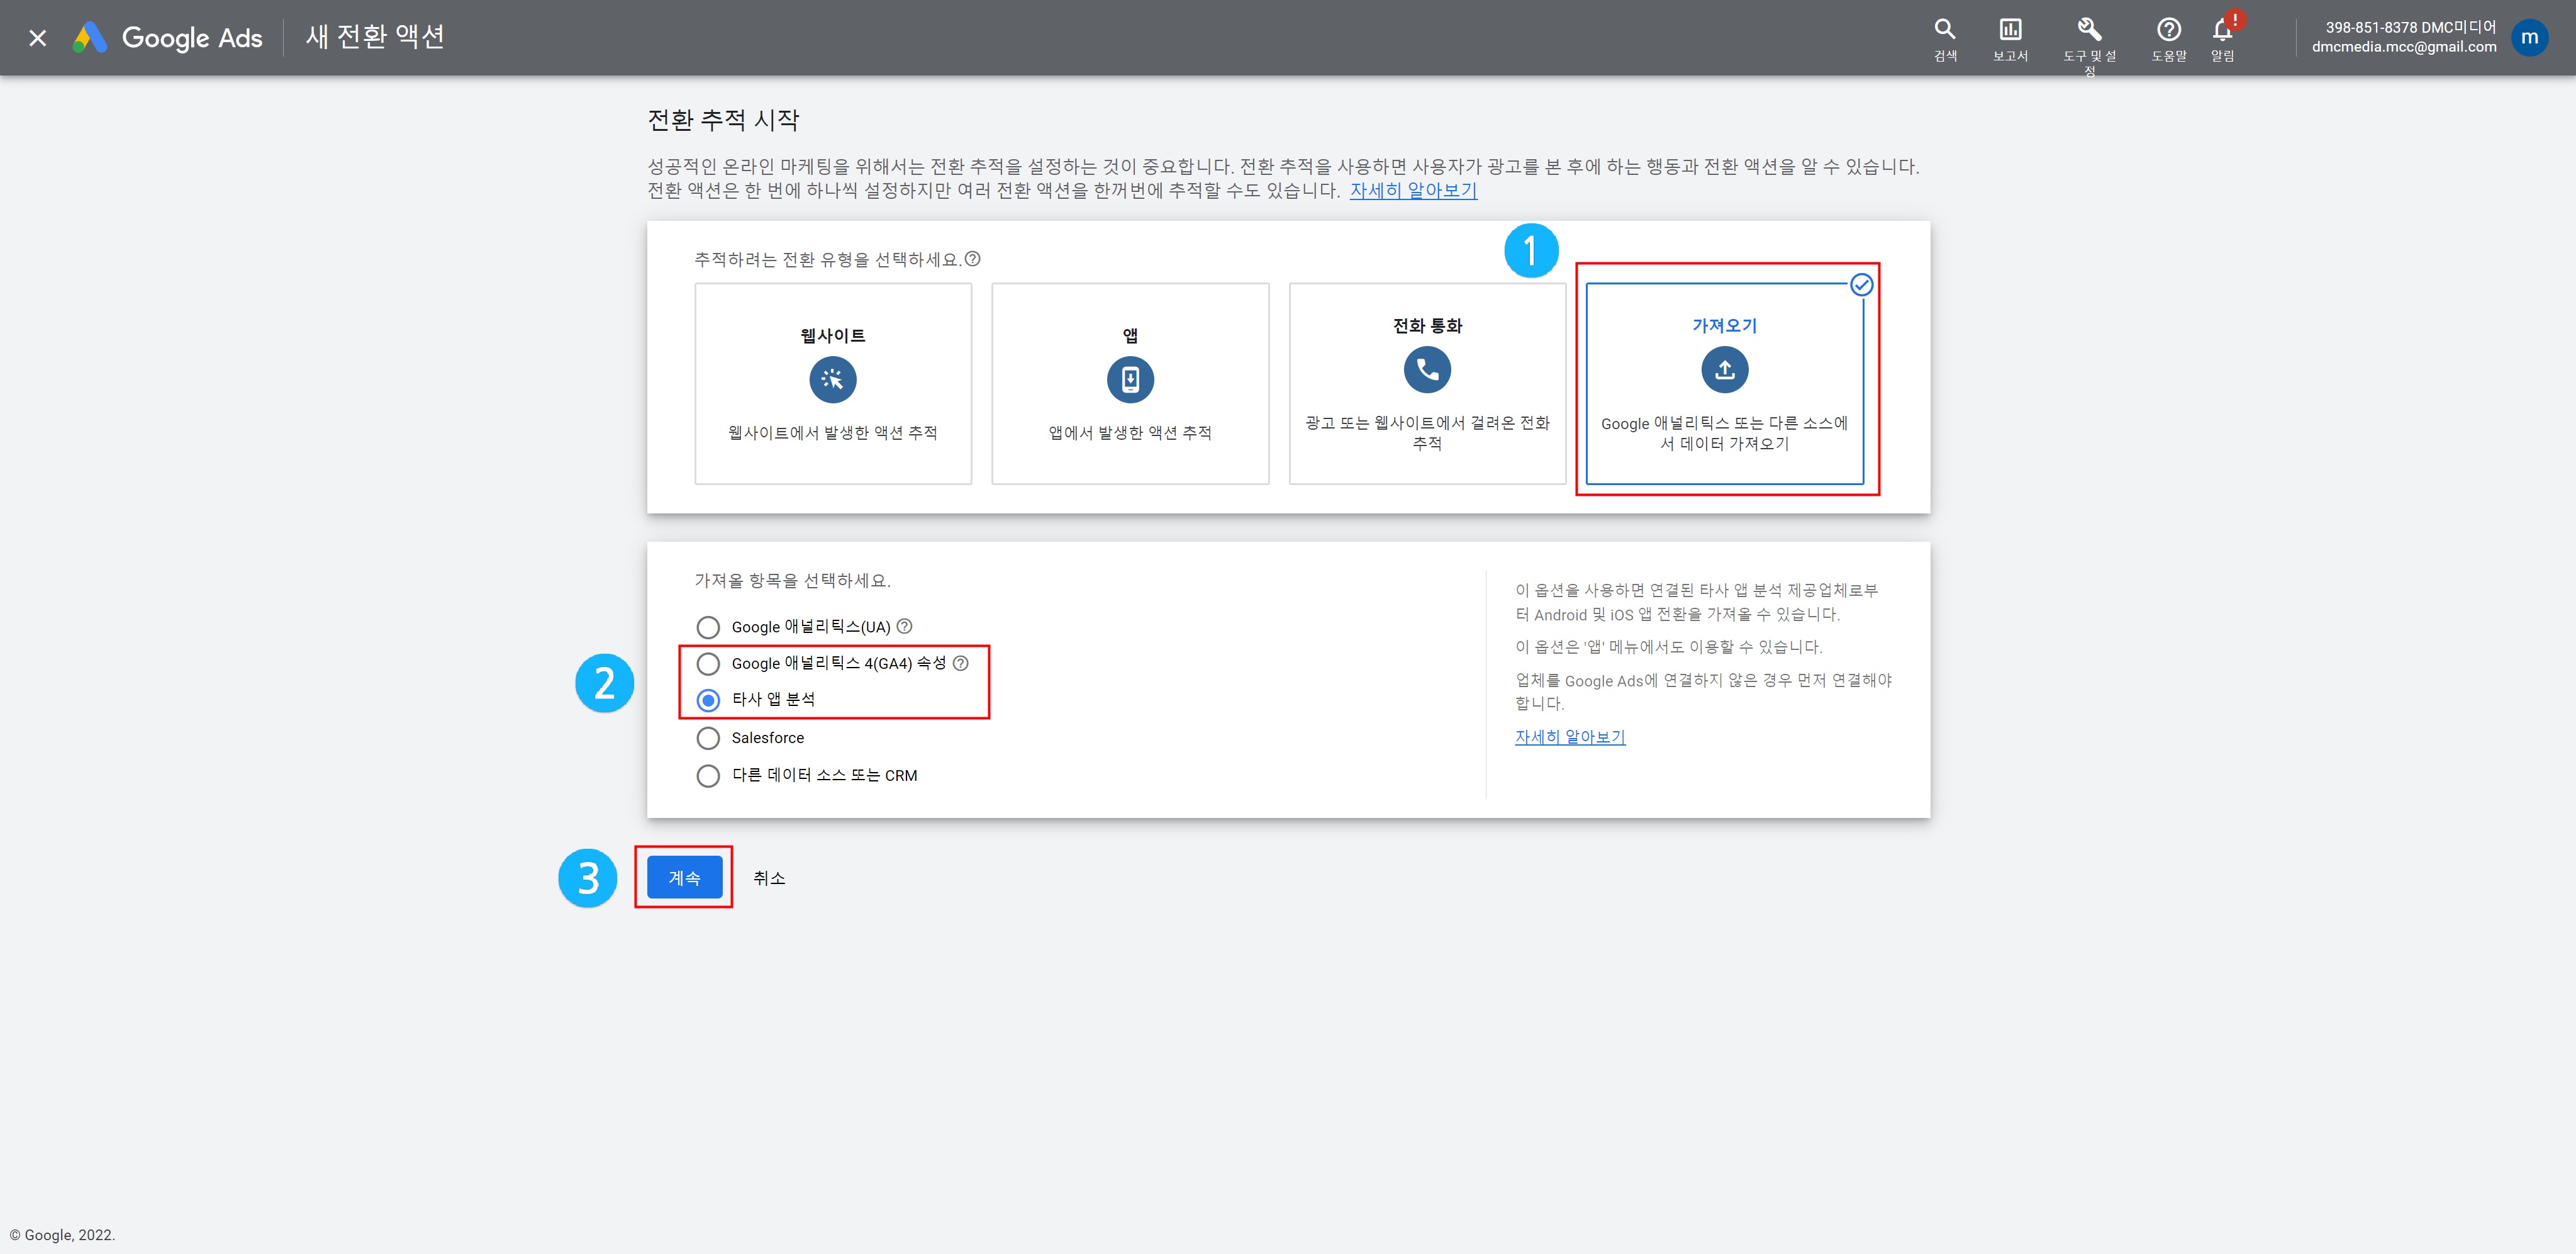 Google Ads 새 전환 액션
검색 보고서 도구 및 설
정
도움말 알림
!
398-851-8378 DMC미디어
dmcmedia.mcc@gmail.com
m
전환 추적 시작
성공적인 온라인 마케팅을 위해서는 전환 추적을 설정하는 것이 중요합니다. 전환 추적을 사용하면 사용자가 광고를 본 후에 하는 행동과 전환 액션을 알 수 있습니다.
전환 액션은 한 번에 하나씩 설정하지만 여러 전환 액션을 한꺼번에 추적할 수도 있습니다. 자세히 알아보기
1
추적하려는 전환 유형을 선택하세요.
웹사이트
웹사이트에서 발생한 액션 추적
앱
앱에서 발생한 액션 추적
전화 통화
광고 또는 웹사이트에서 걸려온 전화
추적
가져오기
Google 애널리틱스 또는 다른 소스에
서 데이터 가져오기
가져올 항목을 선택하세요.
Google 애널리틱스(UA)
2
Google 애널리틱스 4(GA4) 속성
타사 앱 분석
Salesforce
다른 데이터 소스 또는 CRM
이 옵션을 사용하면 연결된 타사 앱 분석 제공업체로부
터 Android 및 iOS 앱 전환을 가져올 수 있습니다.
이 옵션은 '앱' 메뉴에서도 이용할 수 있습니다.
업체를 Google Ads에 연결하지 않은 경우 먼저 연결해야
합니다.
자세히 알아보기
3
계속 취소
© Google, 2022.